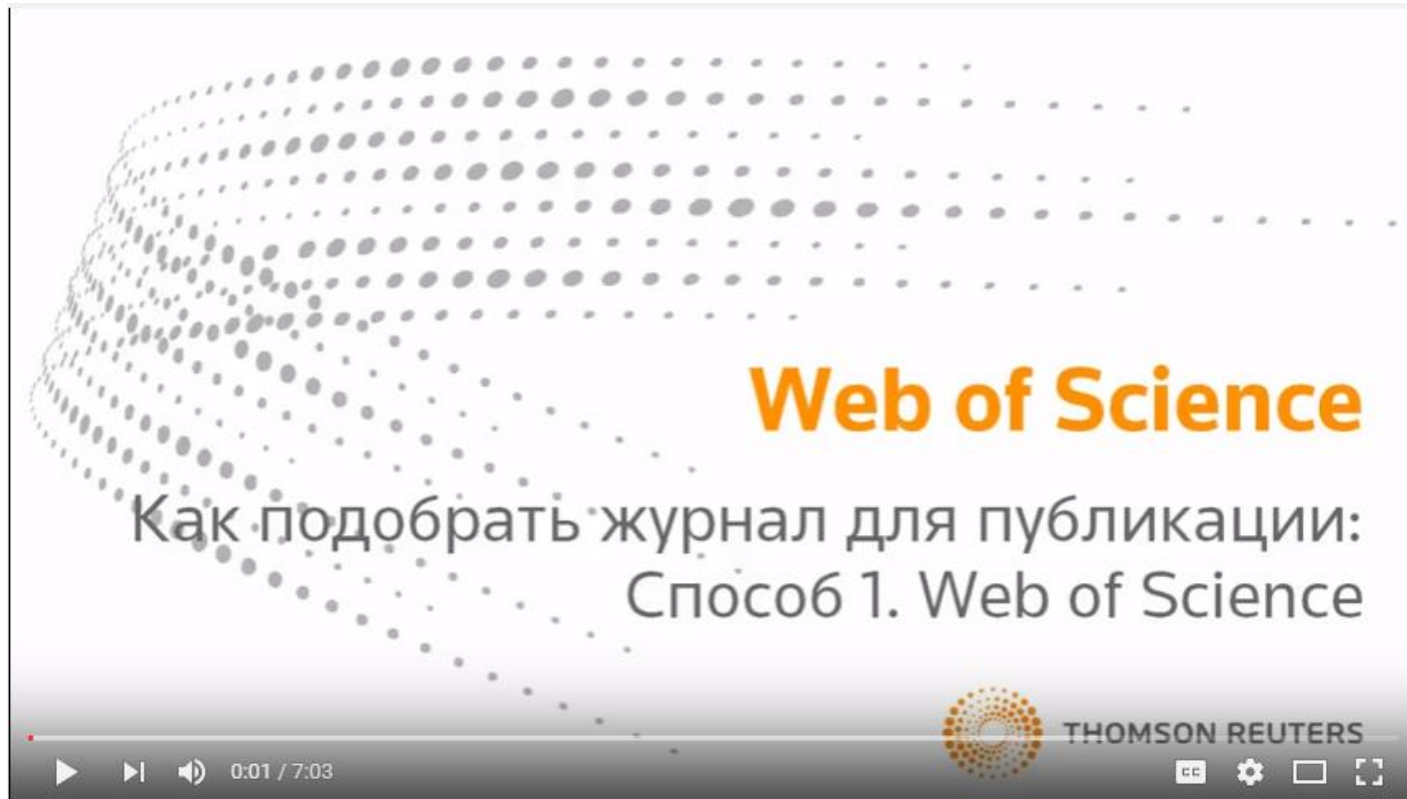 Web of Science
Как подобрать журнал для публикации:
Способ 1. Web of Science
THOMSON REUTERS
0:01 / 7:03
CC